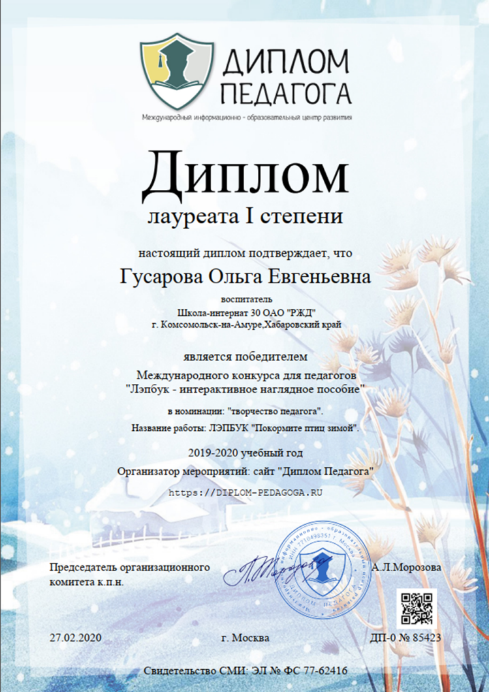 ДИПЛОМ
ПЕДАГОГА
Международный информационно - образовательный центр развития
Диплом
лауреата I степени
настоящий диплом подтверждает, что
Гусарова Ольга Евгеньевна
воспитатель
Школа-интернат 30 ОАО "РЖД"
г. Комсомольск-на-Амуре,Хабаровский край
является победителем
Международного конкурса для педагогов
"Лэпбук - интерактивное наглядное пособие"
в номинации: "творчество педагога".
Название работы: ЛЭПБУК "Покормите птиц зимой".
2019-2020 учебный год
Организатор мероприятий: сайт "Диплом Педагога"
https://DIPLOM-PEDAGOGA.RU
Председатель организационного
комитета к.п.н.
А.Л.Морозова
27.02.2020
г. Москва
ДП-0 № 85423
Свидетельство СМИ: ЭЛ № ФС 77-62416